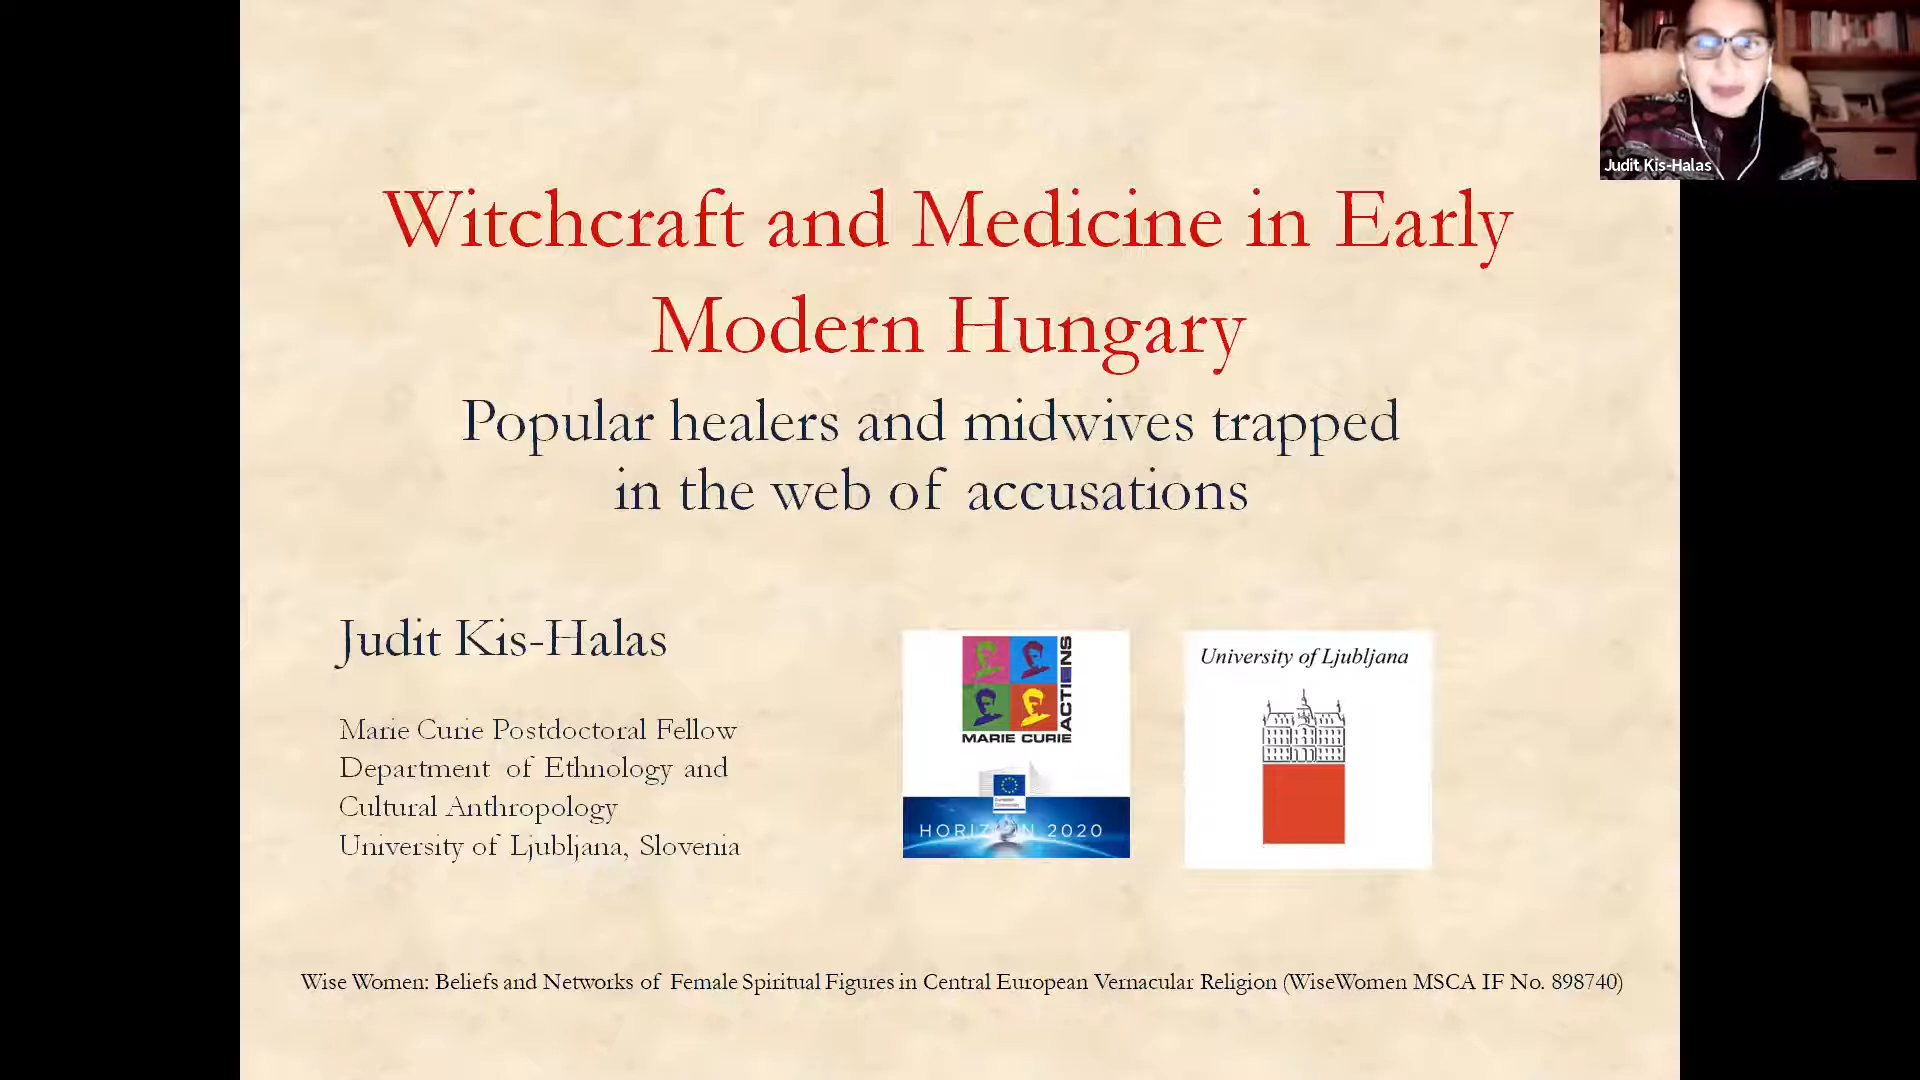 Judit Kis-Halas
Witchcraft and Medicine in Early
Modern Hungary
Popular healers and midwives trapped
in the web of accusations
Judit Kis-Halas
Marie Curie Postdoctoral Fellow
Department of Ethnology and
Cultural Anthropology
University of Ljubljana, Slovenia
ACTIONS
MARIE CURIE
European
Commission
HORIZON 2020
University of Ljubljana
Wise Women: Beliefs and Networks of Female Spiritual Figures in Central European Vernacular Religion (WiseWomen MSCA IF No. 898740)